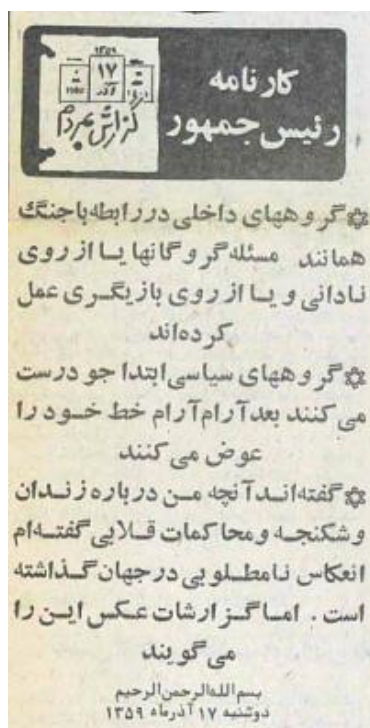 ۱۳۵۹
۱۷
آذر
گزارش بمردم
کارنامه
رئیس جمهور
گروههای داخلی در رابطه با جنگ
همانند مسئله گروگانها یا از روی
نادانی و یا از روی بازیگری عمل
کرده‌اند
گروههای سیاسی ابتدا جو درست
می‌کنند بعد آرام آرام خط خود را
عوض می‌کنند
گفته‌اند آنچه من درباره زندان
و شکنجه و محاکمات قلابی گفته‌ام
انعکاس نامطلوبی در جهان گذاشته
است . اما گزارشات عکس این را
می‌گویند
بسم‌الله‌الرحمن‌الرحیم
دوشنبه ۱۷ آذرماه ۱۳۵۹